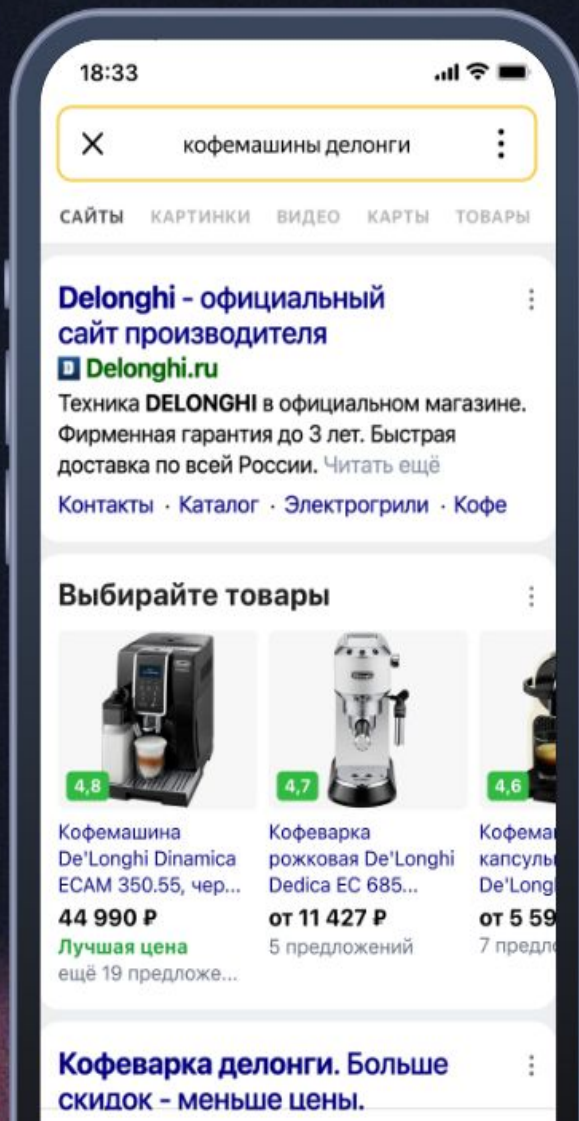 18:33
кофемашины делонги
САЙТЫ КАРТИНКИ ВИДЕО КАРТЫ ТОВАРЫ
Delonghi - официальный
сайт производителя
Delonghi.ru
Техника DELONGHI в официальном магазине.
Фирменная гарантия до 3 лет. Быстрая
доставка по всей России. Читать ещё
Контакты · Каталог · Электрогрили · Кофе
Выбирайте товары
4,8
Кофемашина
De'Longhi Dinamica
ECAM 350.55, чер...
44 990 ₽
Лучшая цена
ещё 19 предложе...
4,7
Кофеварка
рожковая De'Longhi
Dedica EC 685...
от 11 427 ₽
5 предложений
4,6
от 5 59
Кофеварка делонги. Больше
скидок - меньше цены.